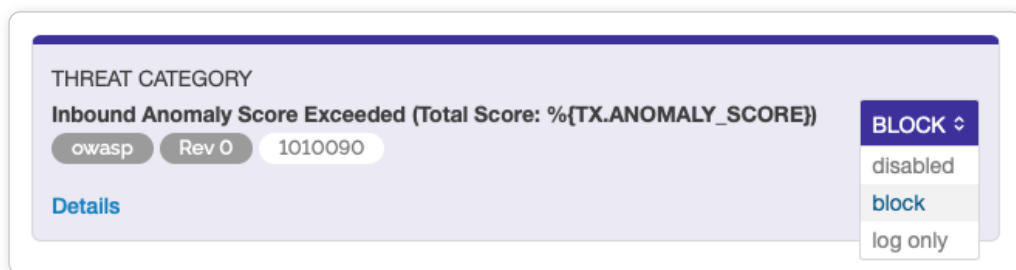 THREAT CATEGORY
Inbound Anomaly Score Exceeded (Total Score: %{TX.ANOMALY_SCORE})
owasp Rev 0 1010090
Details
BLOCK
disabled
block
log only